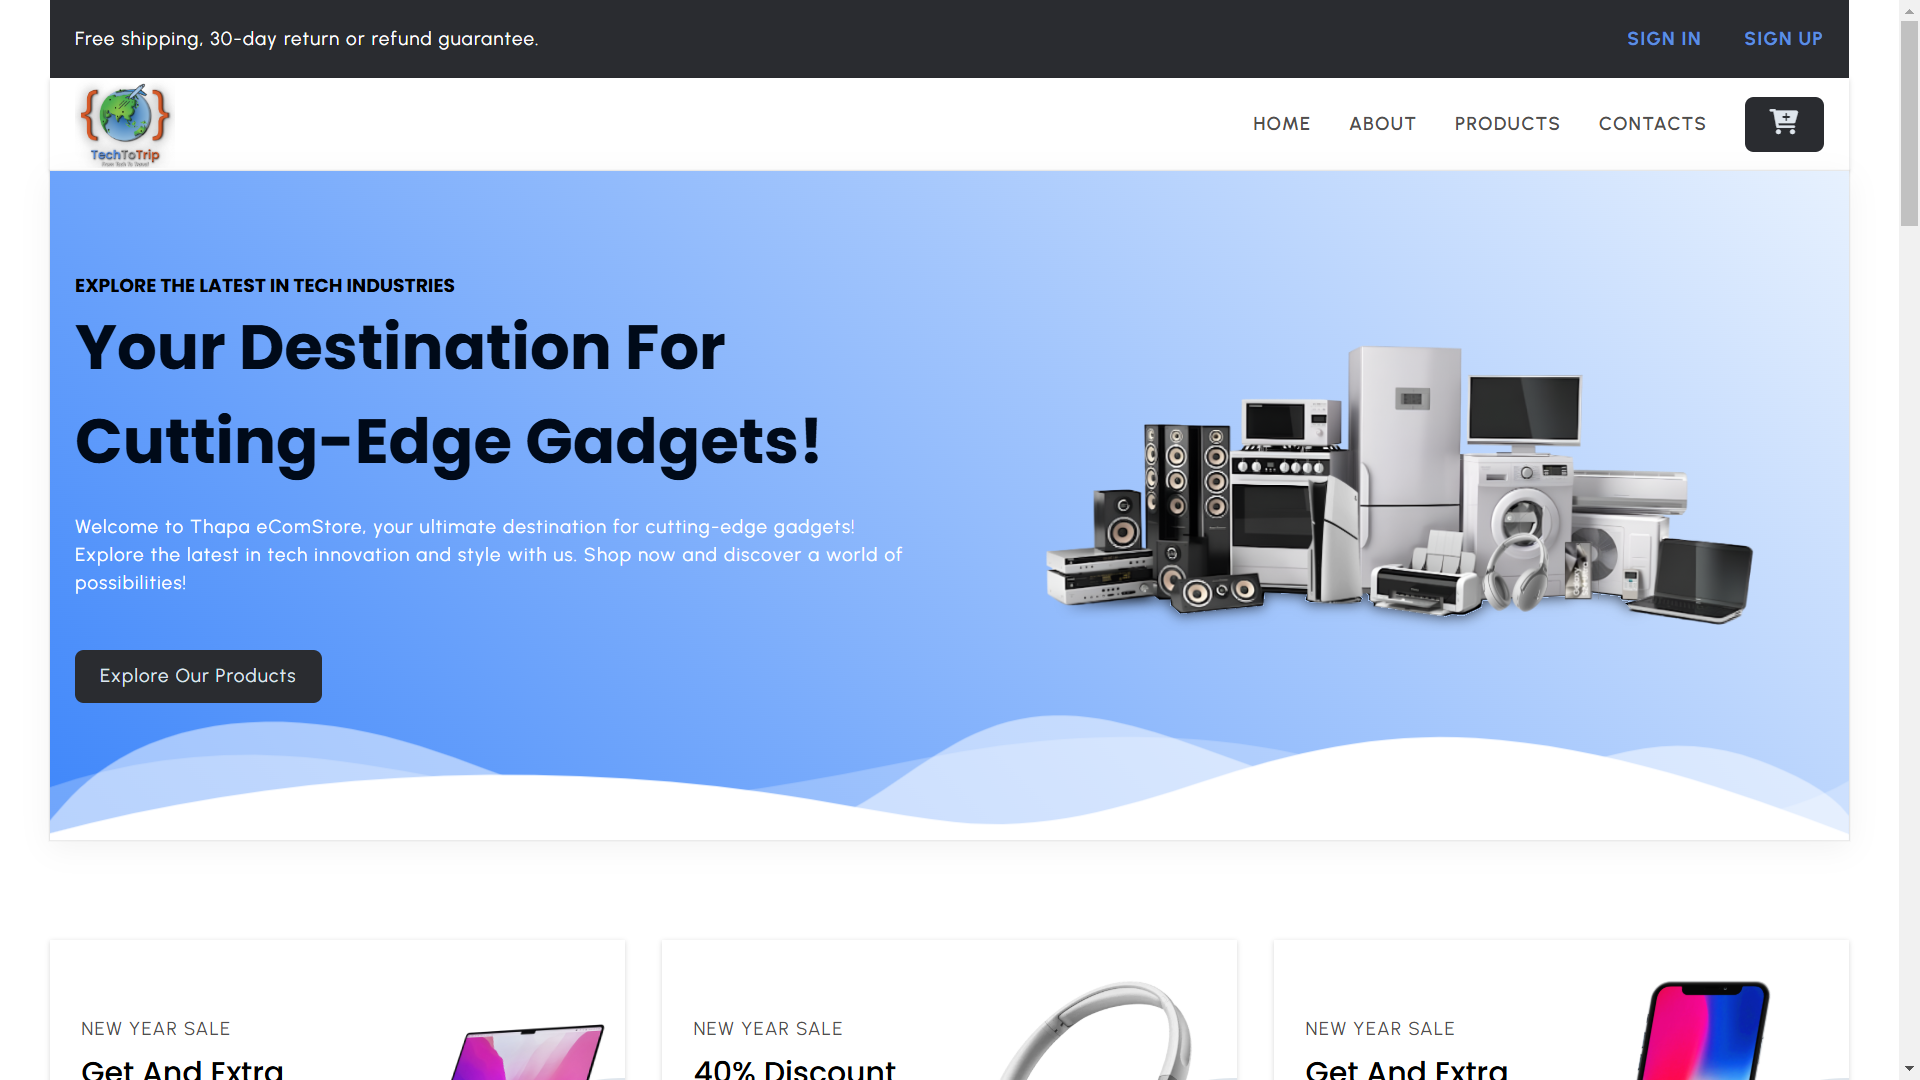 Free shipping, 30-day return or refund guarantee.
SIGN IN
SIGN UP
TechToTrip
HOME
ABOUT
PRODUCTS
CONTACTS
EXPLORE THE LATEST IN TECH INDUSTRIES
Your Destination For
Cutting-Edge Gadgets!
Welcome to Thapa eComStore, your ultimate destination for cutting-edge gadgets!
Explore the latest in tech innovation and style with us. Shop now and discover a world of
possibilities!
Explore Our Products
NEW YEAR SALE
Get And Extra
NEW YEAR SALE
40% Discount
NEW YEAR SALE
Get And Extra